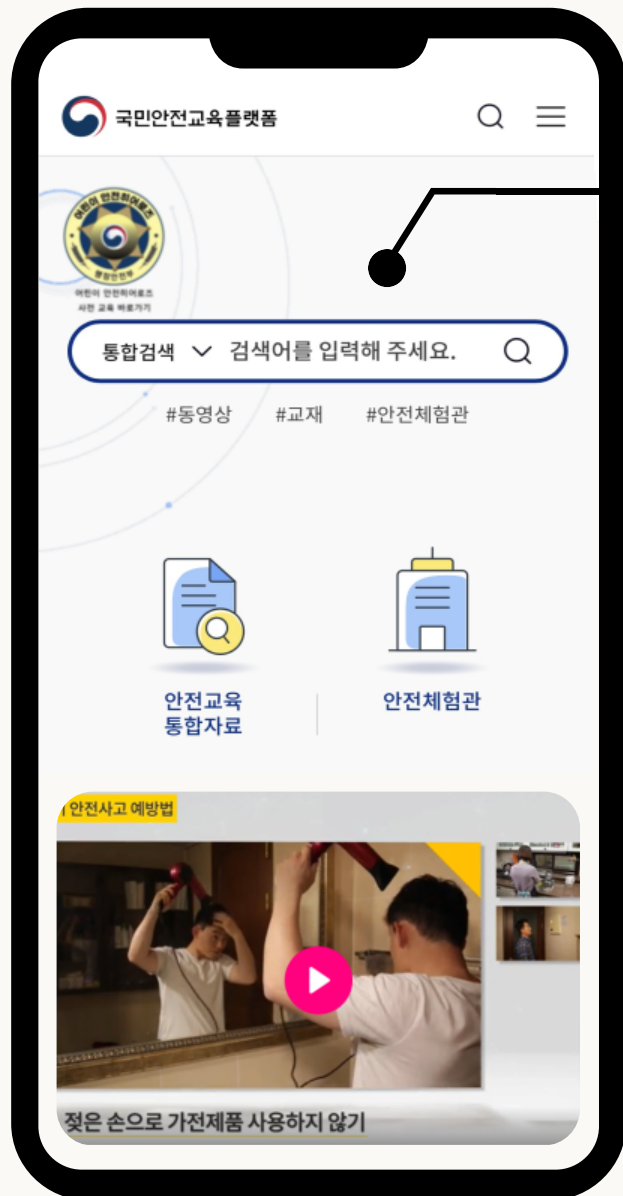 국민안전교육플랫폼
어린이 안전히어로즈
행정안전부
어린이 안전히어로즈
사전 교육 바로가기
통합검색 검색어를 입력해 주세요.
#동영상 #교재 #안전체험관
안전교육
통합자료
안전체험관
안전사고 예방법
젖은 손으로 가전제품 사용하지 않기